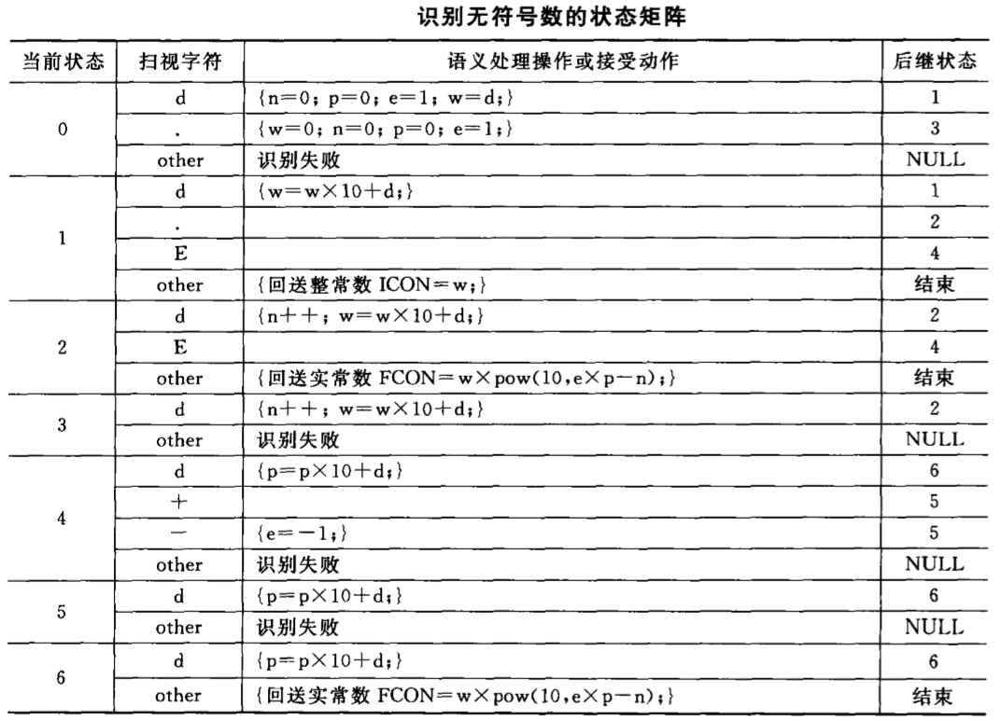 识别无符号数的状态矩阵
当前状态 扫视字符 语义处理操作或接受动作 后继状态
0 d {n=0; p=0; e=1; w=d;} 1
. {w=0; n=0; p=0; e=1;} 3
other 识别失败 NULL
1 d {w=w×10+d;} 1
. 2
E 4
other {回送整常数 ICON=w;} 结束
2 d {n++; w=w×10+d;} 2
E 4
other {回送实常数 FCON=w×pow(10,e×p-n);} 结束
3 d {n++; w=w×10+d;} 2
other 识别失败 NULL
4 d {p=p×10+d;} 6
+ 5
— {e=-1;} 5
other 识别失败 NULL
5 d {p=p×10+d;} 6
other 识别失败 NULL
6 d {p=p×10+d;} 6
other {回送实常数 FCON=w×pow(10,e×p-n);} 结束